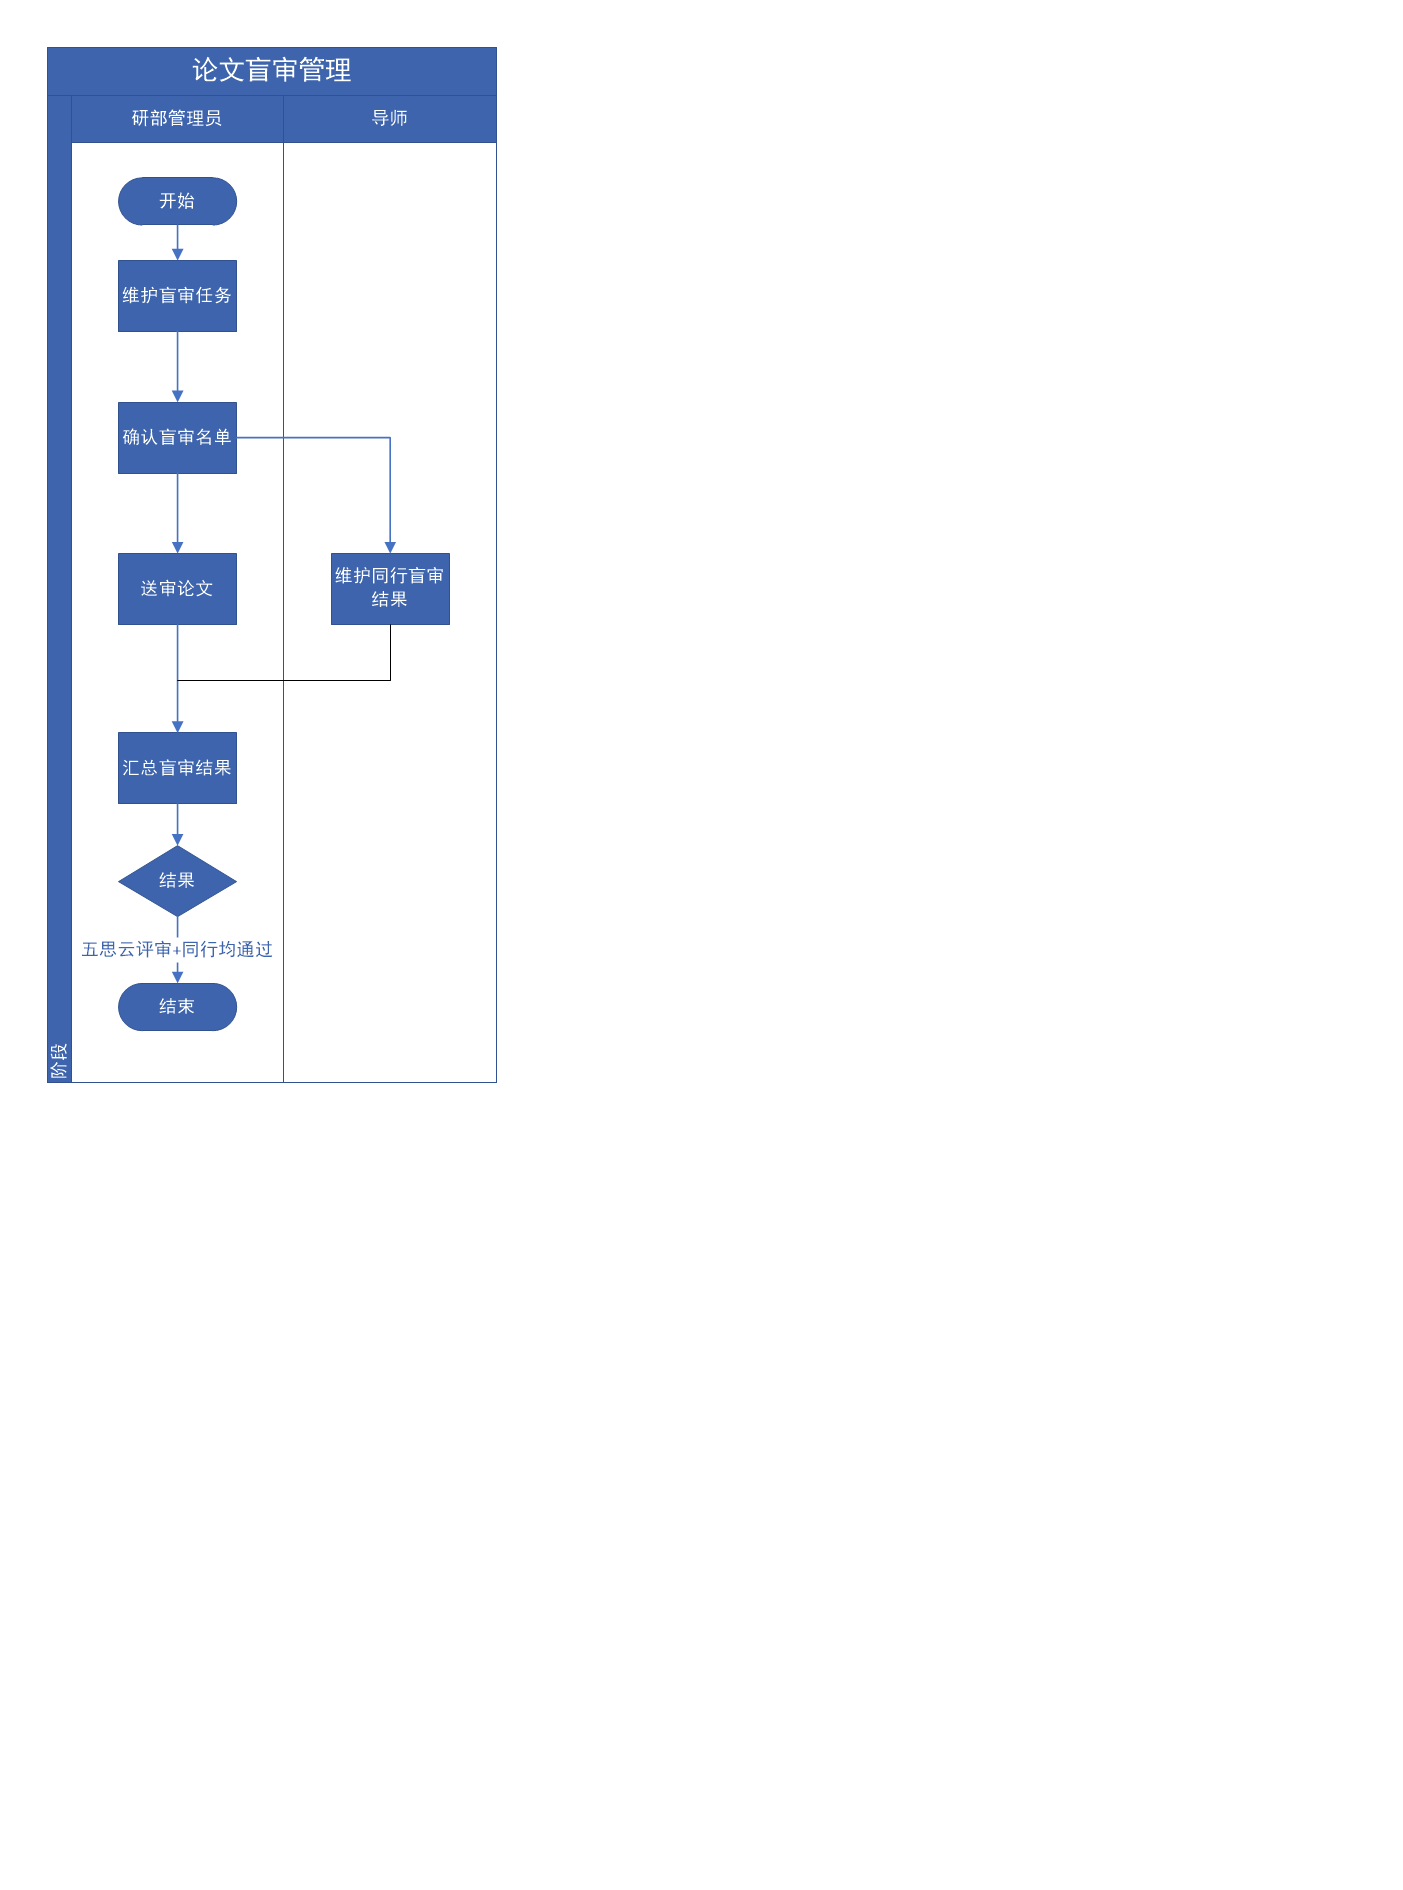 论文盲审管理
研部管理员
导师
开始
维护盲审任务
确认盲审名单
送审论文
维护同行盲审
结果
汇总盲审结果
结果
五思云评审+同行均通过
结束
阶段